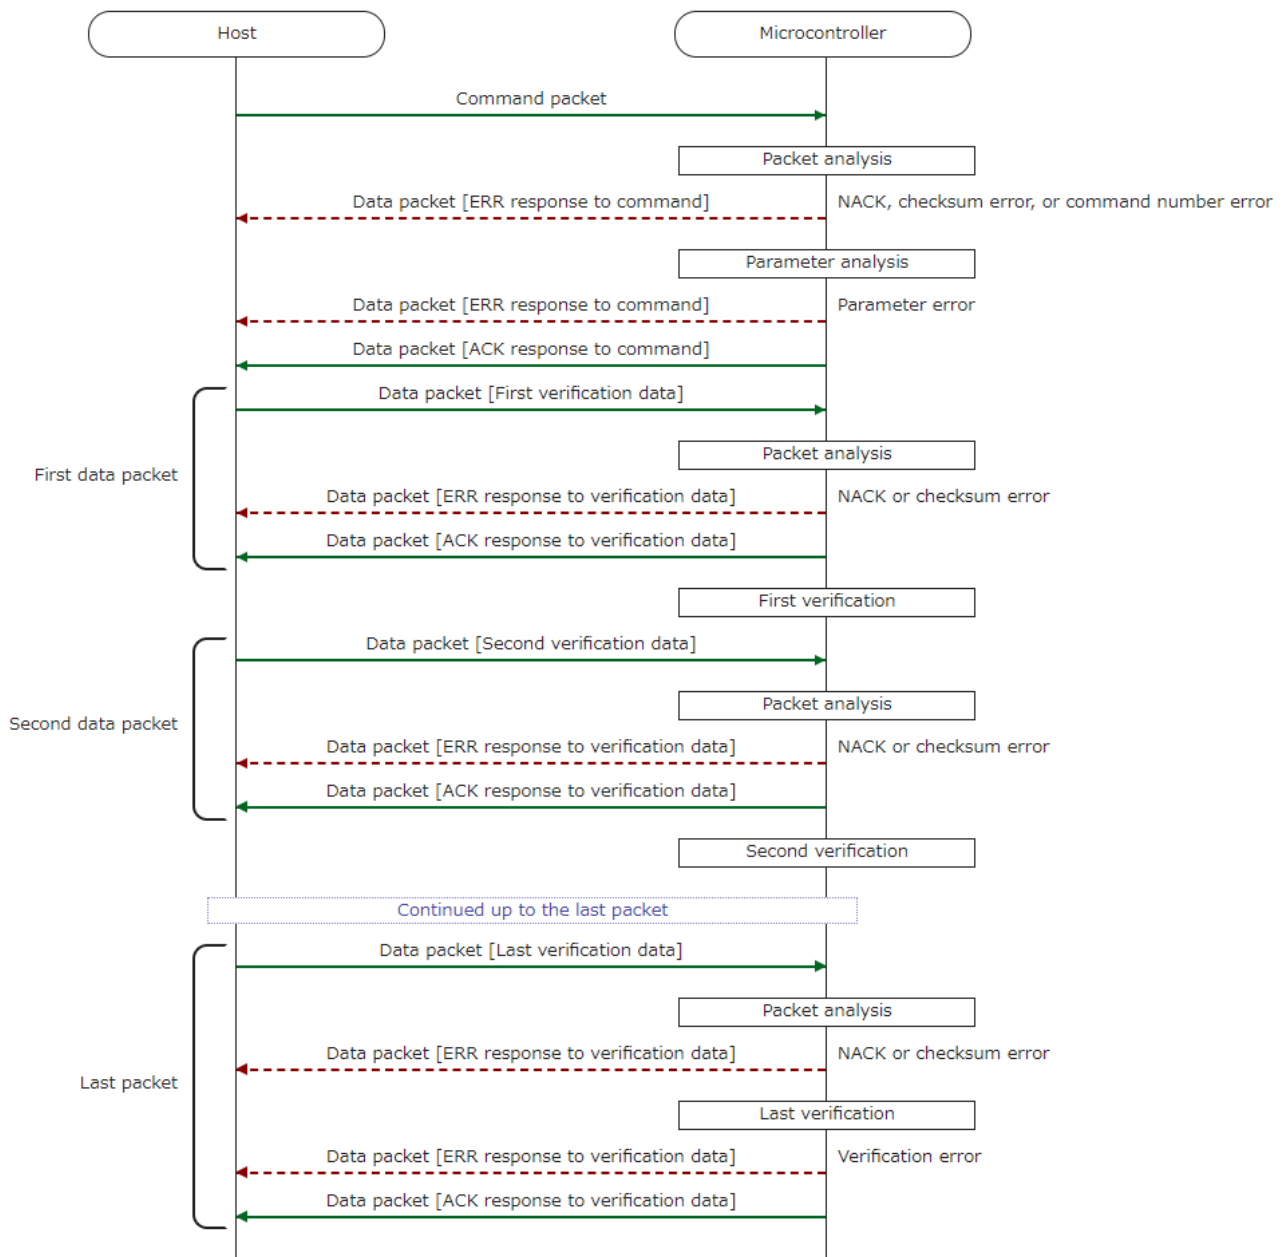 Host
Microcontroller
Command packet
Packet analysis
Data packet [ERR response to command]
NACK, checksum error, or command number error
Parameter analysis
Data packet [ERR response to command]
Parameter error
Data packet [ACK response to command]
Data packet [First verification data]
Packet analysis
First data packet
Data packet [ERR response to verification data]
NACK or checksum error
Data packet [ACK response to verification data]
First verification
Data packet [Second verification data]
Packet analysis
Second data packet
Data packet [ERR response to verification data]
NACK or checksum error
Data packet [ACK response to verification data]
Second verification
Continued up to the last packet
Data packet [Last verification data]
Packet analysis
Data packet [ERR response to verification data]
NACK or checksum error
Last packet
Last verification
Data packet [ERR response to verification data]
Verification error
Data packet [ACK response to verification data]